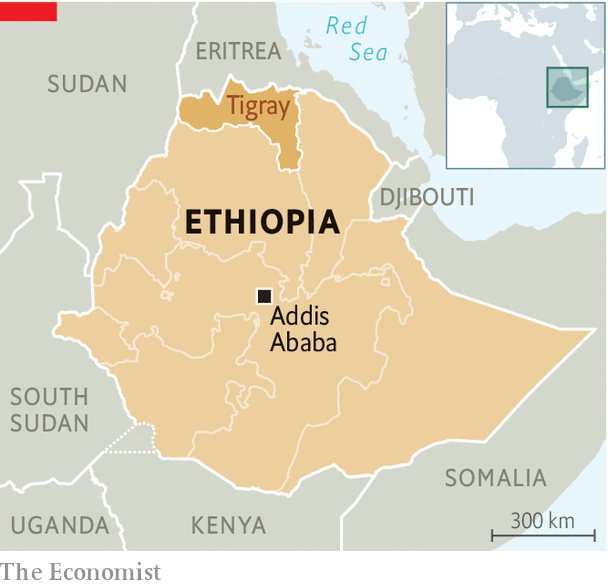 Red
Sea
ERITREA
SUDAN
Tigray
DJIBOUTI
ETHIOPIA
Addis
Ababa
SOUTH
SUDAN
SOMALIA
UGANDA
KENYA
300 km
The Economist